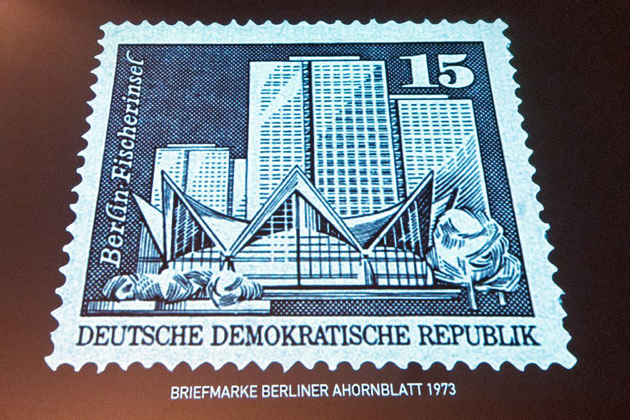 15
Berlin, Fischerinsel
DEUTSCHE DEMOKRATISCHE REPUBLIK
BRIEFMARKE BERLINER AHORNBLATT 1973